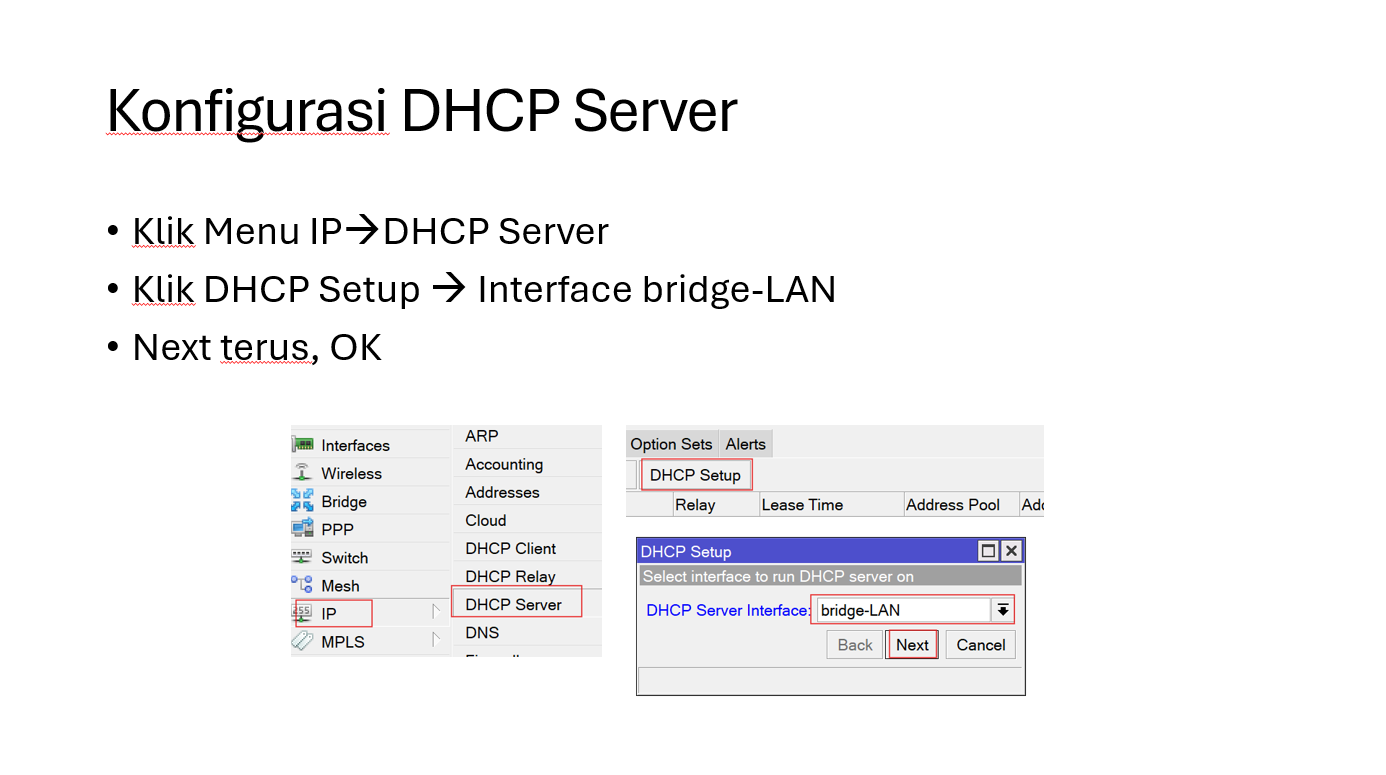 Konfigurasi DHCP Server
• Klik Menu IP→DHCP Server
• Klik DHCP Setup → Interface bridge-LAN
• Next terus, OK
Interfaces
Wireless
Bridge
PPP
Switch
Mesh
255
IP
MPLS
ARP
Accounting
Addresses
Cloud
DHCP Client
DHCP Relay
DHCP Server
DNS
Option Sets Alerts
DHCP Setup
Relay Lease Time Address Pool
DHCP Setup
Select interface to run DHCP server on
DHCP Server Interface: bridge-LAN
Back Next Cancel